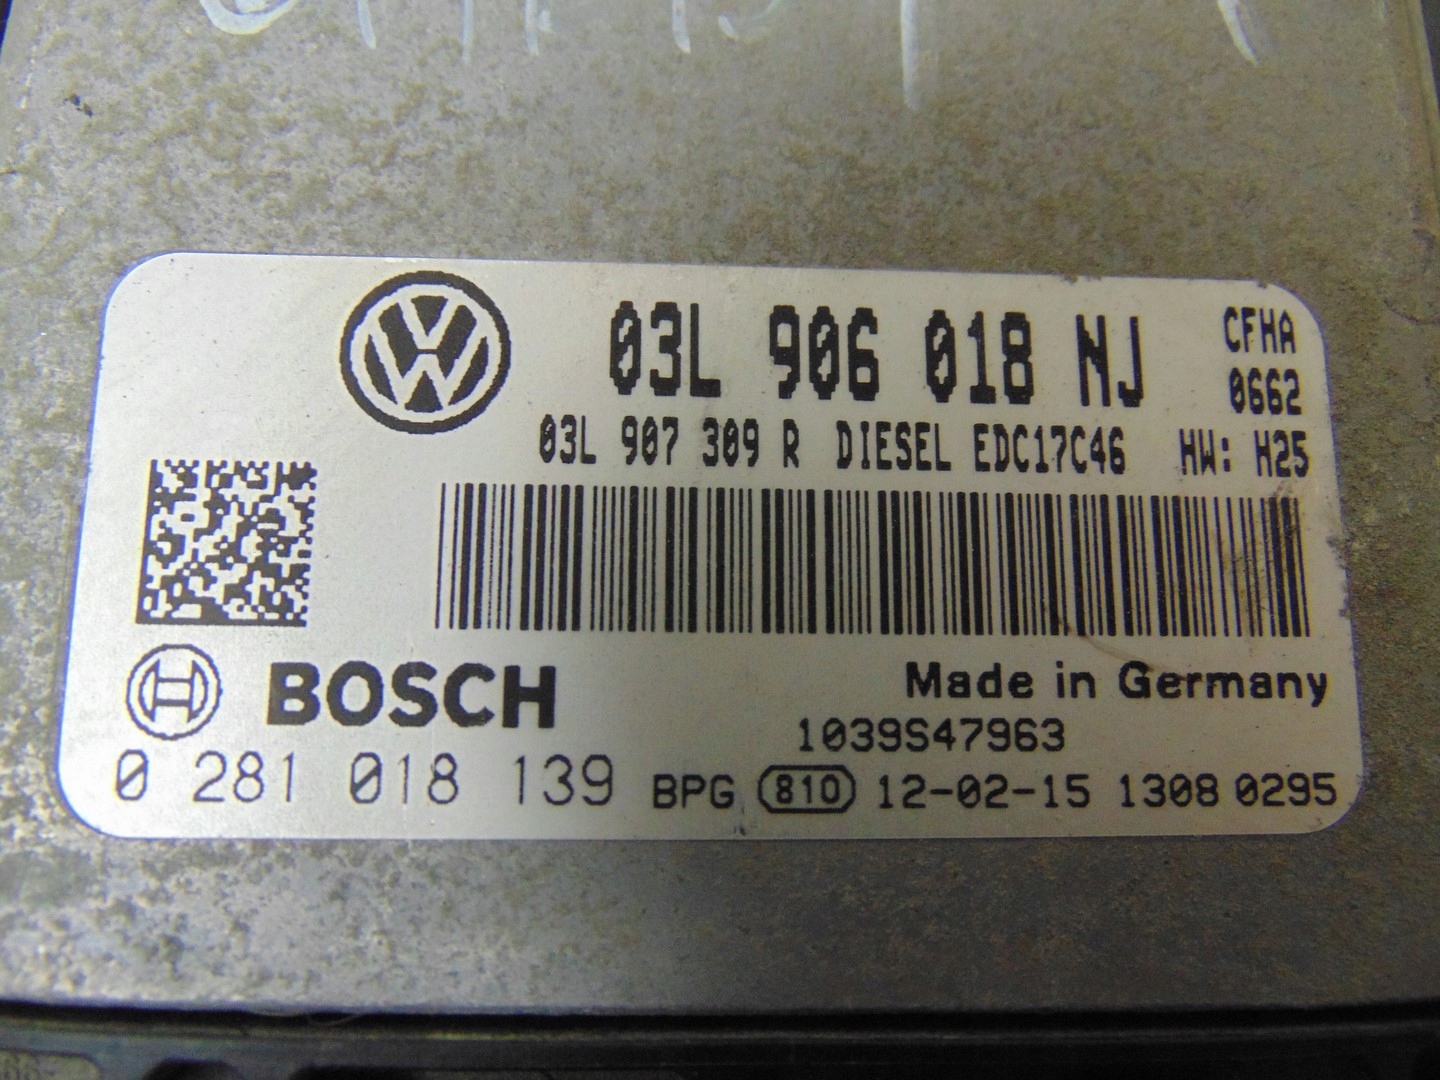 03L 906 018 NJ
CFHA
0662
03L 907 309 R DIESEL EDC17C46 HW: H25
BOSCH
Made in Germany
1039S47963
0 281 018 139 BPG 810 12-02-15 1308 0295